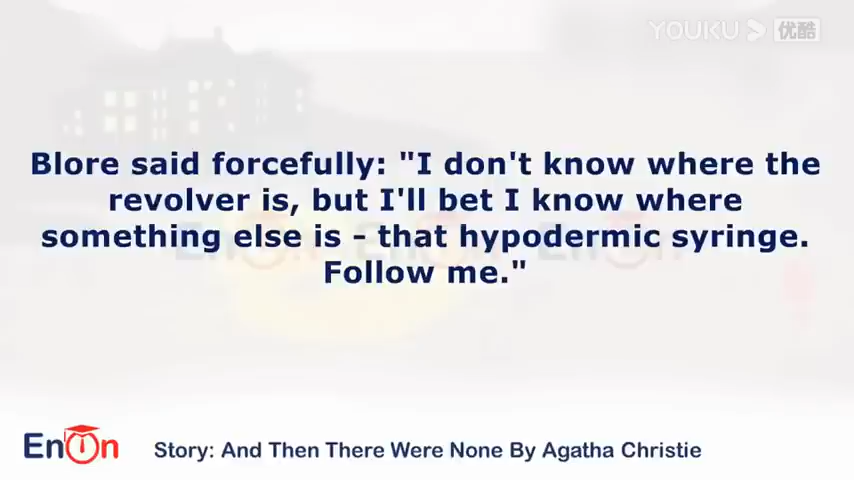 YOUKU 优酷
Blore said forcefully: "I don't know where the
revolver is, but I'll bet I know where
something else is - that hypodermic syringe.
Follow me."
EnOn
Story: And Then There Were None By Agatha Christie